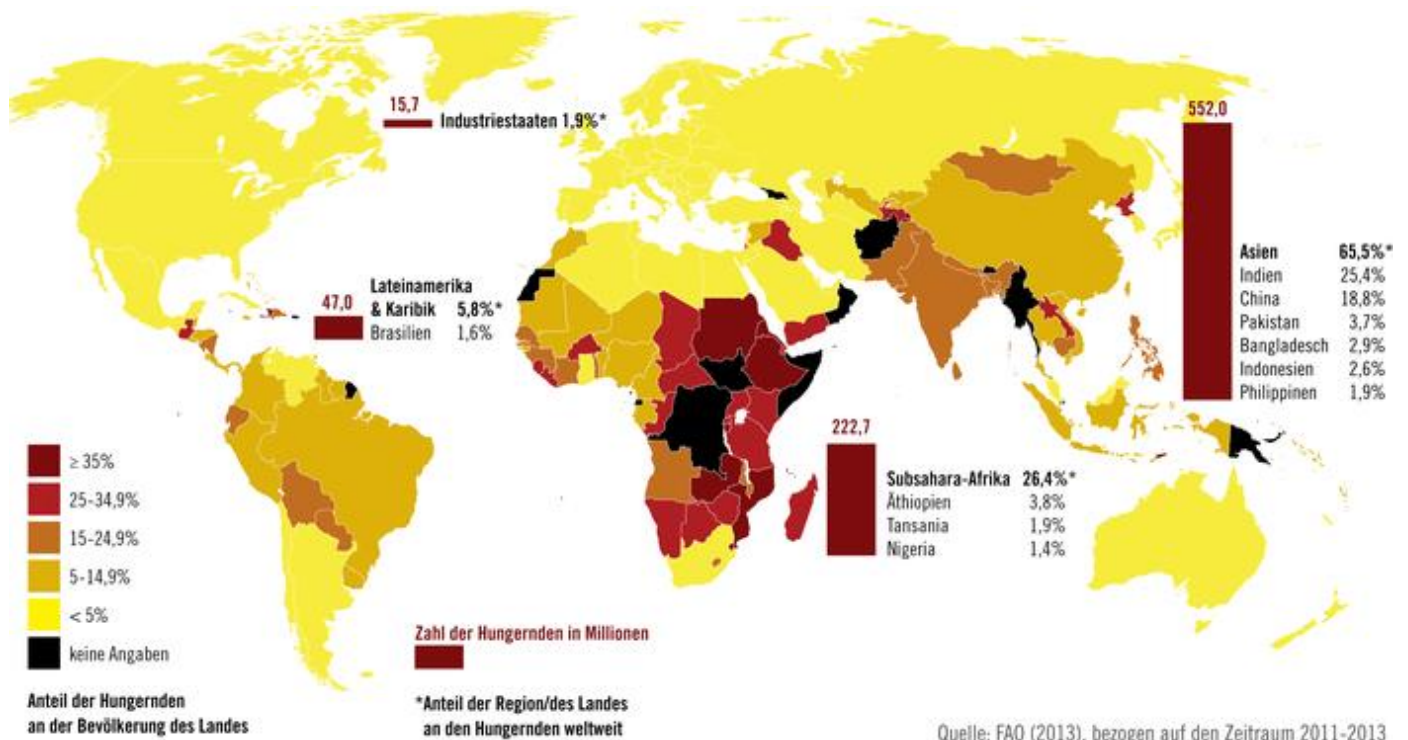 15,7
Industriestaaten 1,9%*
552,0
Asien 65,5%*
Indien 25,4%
China 18,8%
Pakistan 3,7%
Bangladesch 2,9%
Indonesien 2,6%
Philippinen 1,9%
47,0
Lateinamerika
& Karibik 5,8%*
Brasilien 1,6%
222,7
Subsahara-Afrika 26,4%*
Äthiopien 3,8%
Tansania 1,9%
Nigeria 1,4%
≥ 35%
25-34,9%
15-24,9%
5-14,9%
< 5%
keine Angaben
Anteil der Hungernden
an der Bevölkerung des Landes
Zahl der Hungernden in Millionen
*Anteil der Region/des Landes
an den Hungernden weltweit
Quelle: FAO (2013), bezogen auf den Zeitraum 2011-2013